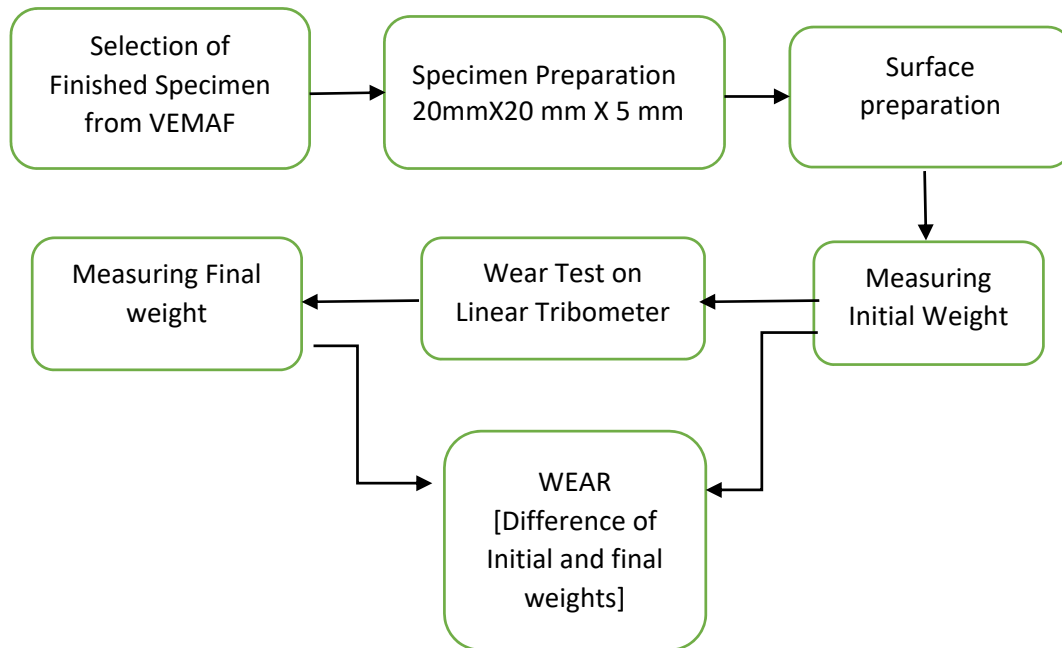 Selection of
Finished Specimen
from VEMAF
Specimen Preparation
20mmX20 mm X 5 mm
Surface
preparation
Measuring Final
weight
Wear Test on
Linear Tribometer
Measuring
Initial Weight
WEAR
[Difference of
Initial and final
weights]